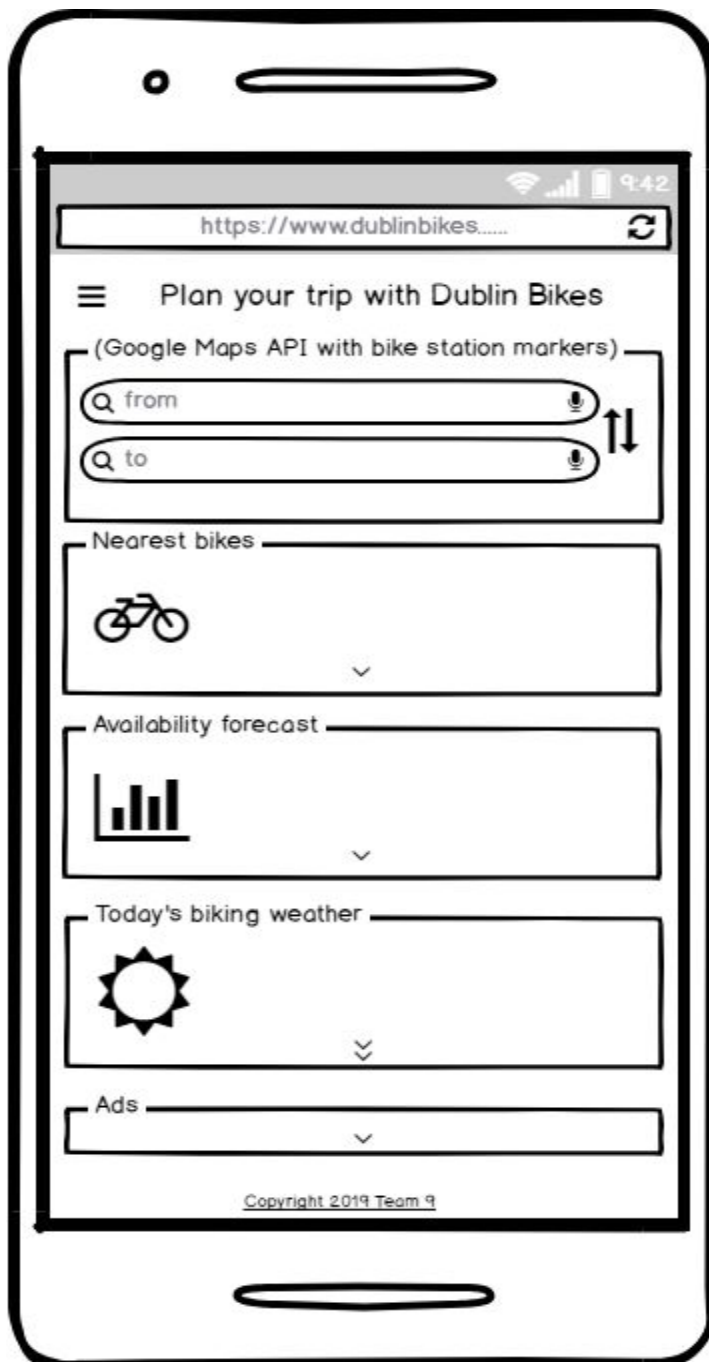 9:42
https://www.dublinbikes......
Plan your trip with Dublin Bikes
(Google Maps API with bike station markers)
from
to
Nearest bikes
Availability forecast
Today's biking weather
Ads
Copyright 2019 Team 9